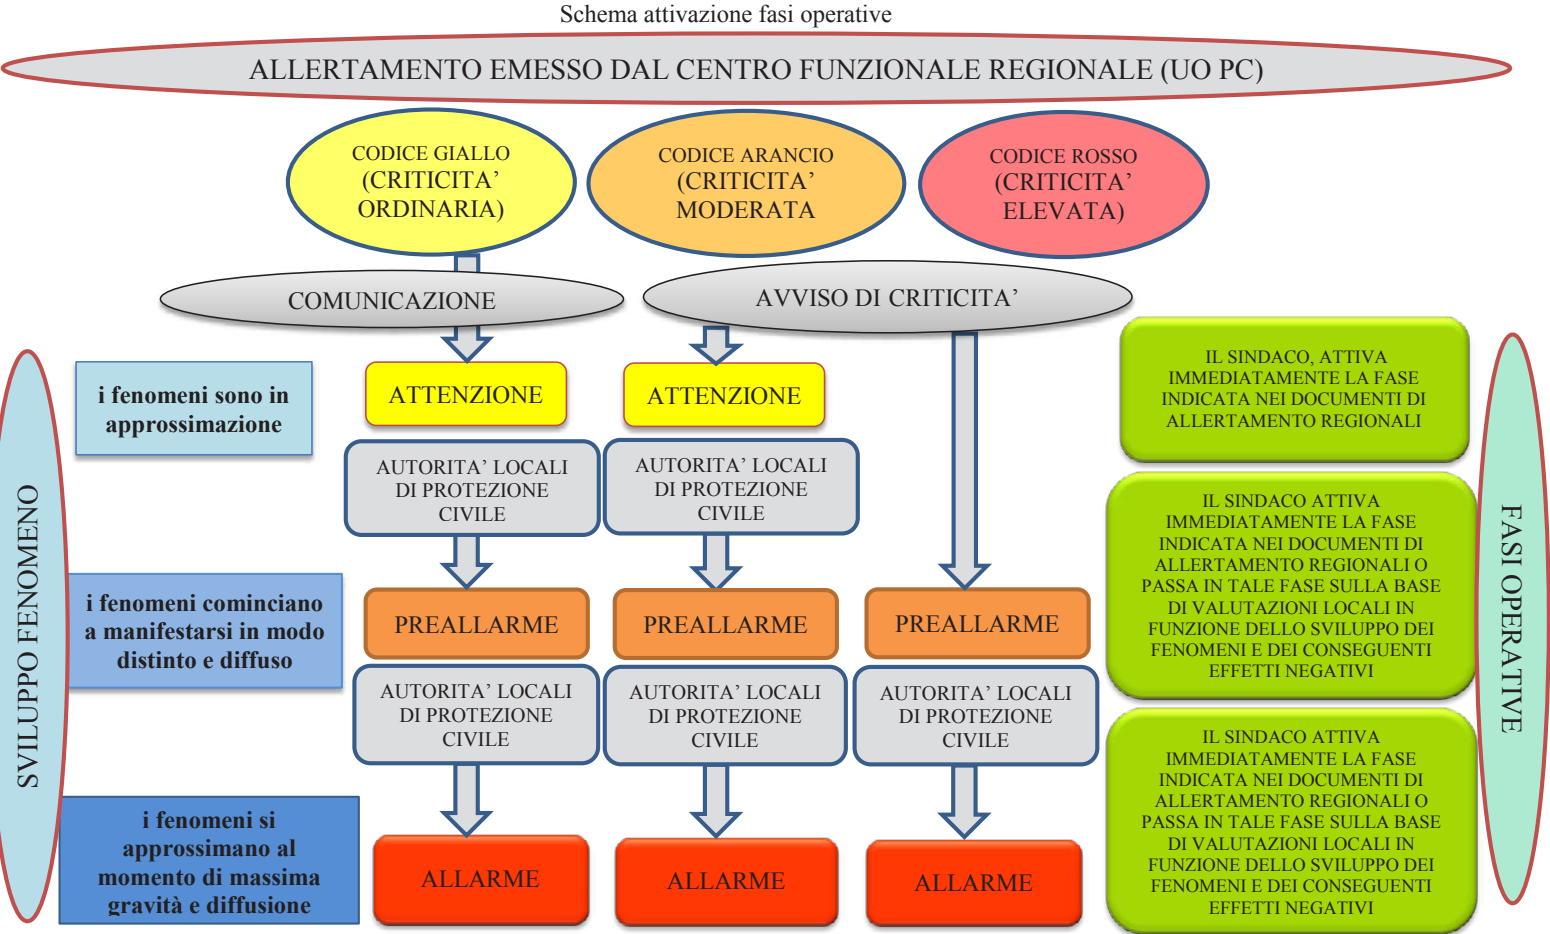 Schema attivazione fasi operative
ALLERTAMENTO EMESSO DAL CENTRO FUNZIONALE REGIONALE (UO PC)
CODICE GIALLO
(CRITICITA’
ORDINARIA)
CODICE ARANCIO
(CRITICITA’
MODERATA
CODICE ROSSO
(CRITICITA’
ELEVATA)
COMUNICAZIONE
AVVISO DI CRITICITA’
SVILUPPO FENOMENO
i fenomeni sono in
approssimazione
ATTENZIONE
ATTENZIONE
IL SINDACO, ATTIVA
IMMEDIATAMENTE LA FASE
INDICATA NEI DOCUMENTI DI
ALLERTAMENTO REGIONALI
FASI OPERATIVE
AUTORITA’ LOCALI
DI PROTEZIONE
CIVILE
AUTORITA’ LOCALI
DI PROTEZIONE
CIVILE
i fenomeni cominciano
a manifestarsi in modo
distinto e diffuso
PREALLARME
PREALLARME
PREALLARME
IL SINDACO ATTIVA
IMMEDIATAMENTE LA FASE
INDICATA NEI DOCUMENTI DI
ALLERTAMENTO REGIONALI O
PASSA IN TALE FASE SULLA BASE
DI VALUTAZIONI LOCALI IN
FUNZIONE DELLO SVILUPPO DEI
FENOMENI E DEI CONSEGUENTI
EFFETTI NEGATIVI
AUTORITA’ LOCALI
DI PROTEZIONE
CIVILE
AUTORITA’ LOCALI
DI PROTEZIONE
CIVILE
AUTORITA’ LOCALI
DI PROTEZIONE
CIVILE
i fenomeni si
approssimano al
momento di massima
gravità e diffusione
ALLARME
ALLARME
ALLARME
IL SINDACO ATTIVA
IMMEDIATAMENTE LA FASE
INDICATA NEI DOCUMENTI DI
ALLERTAMENTO REGIONALI O
PASSA IN TALE FASE SULLA BASE
DI VALUTAZIONI LOCALI IN
FUNZIONE DELLO SVILUPPO DEI
FENOMENI E DEI CONSEGUENTI
EFFETTI NEGATIVI